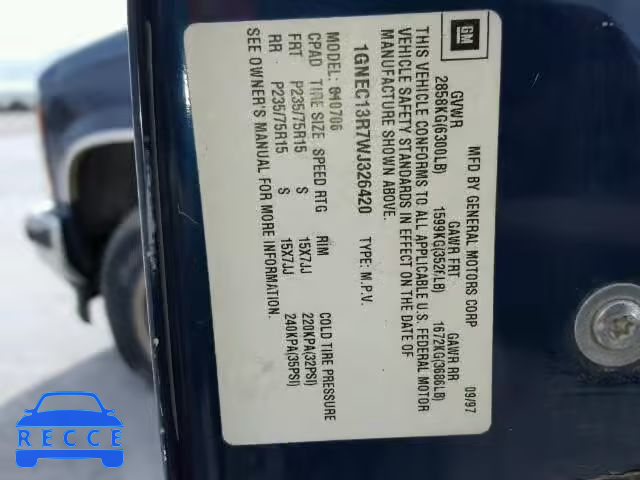 GM
MFD BY GENERAL MOTORS CORP 09/97
GVWR GAWR FRT GAWR RR
2858KG(6300LB) 1599KG(3525LB) 1672KG(3686LB)
THIS VEHICLE CONFORMS TO ALL APPLICABLE U.S. FEDERAL MOTOR
VEHICLE SAFETY STANDARDS IN EFFECT ON THE DATE OF
MANUFACTURE SHOWN ABOVE.
1GNEC13R7WJ326420 TYPE: M.P.V.
MODEL: 810706
CPAD TIRE SIZE SPEED RTG RIM COLD TIRE PRESSURE
FRT P235/75R15 S 15X7JJ 220KPA(32PSI)
RR P235/75R15 S 15X7JJ 240KPA(35PSI)
SEE OWNER'S MANUAL FOR MORE INFORMATION.
RECCE